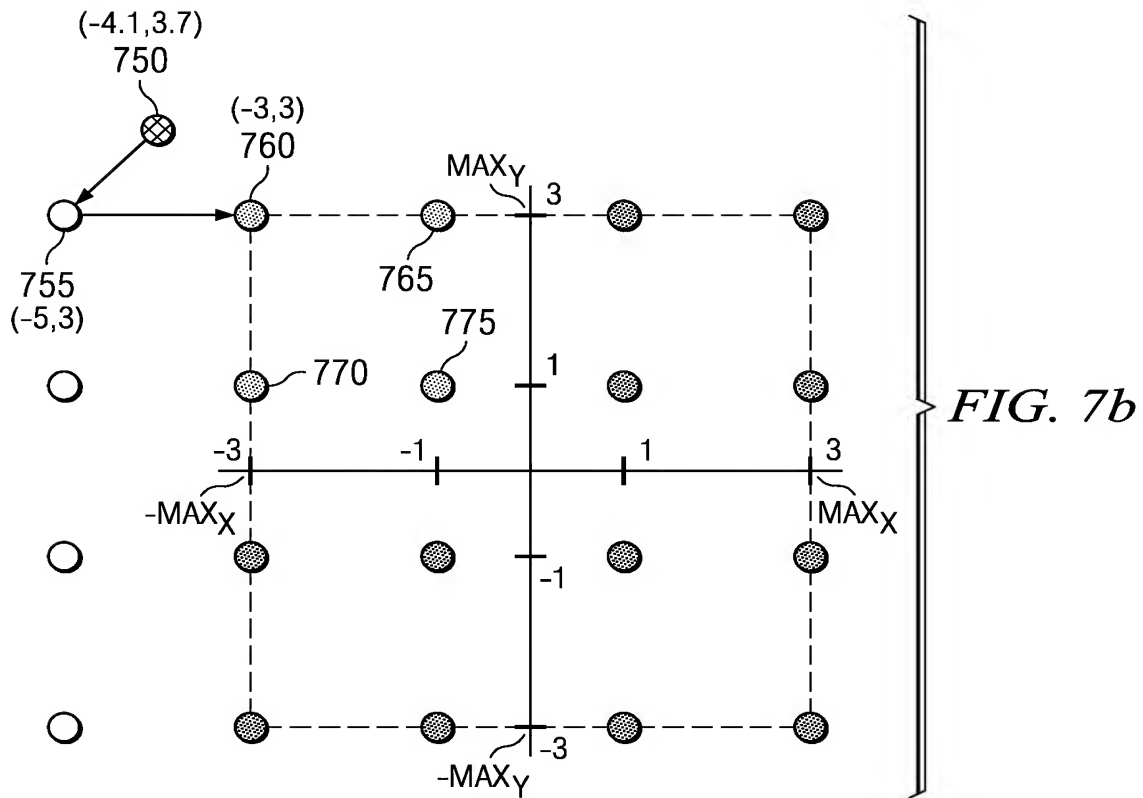 (-4.1,3.7)
750
(-3,3)
760
MAXY 3
755
(-5,3)
765
775
770
1
FIG. 7b
-3 -1 1 3
-MAXX
MAXX
-1
-3
-MAXY